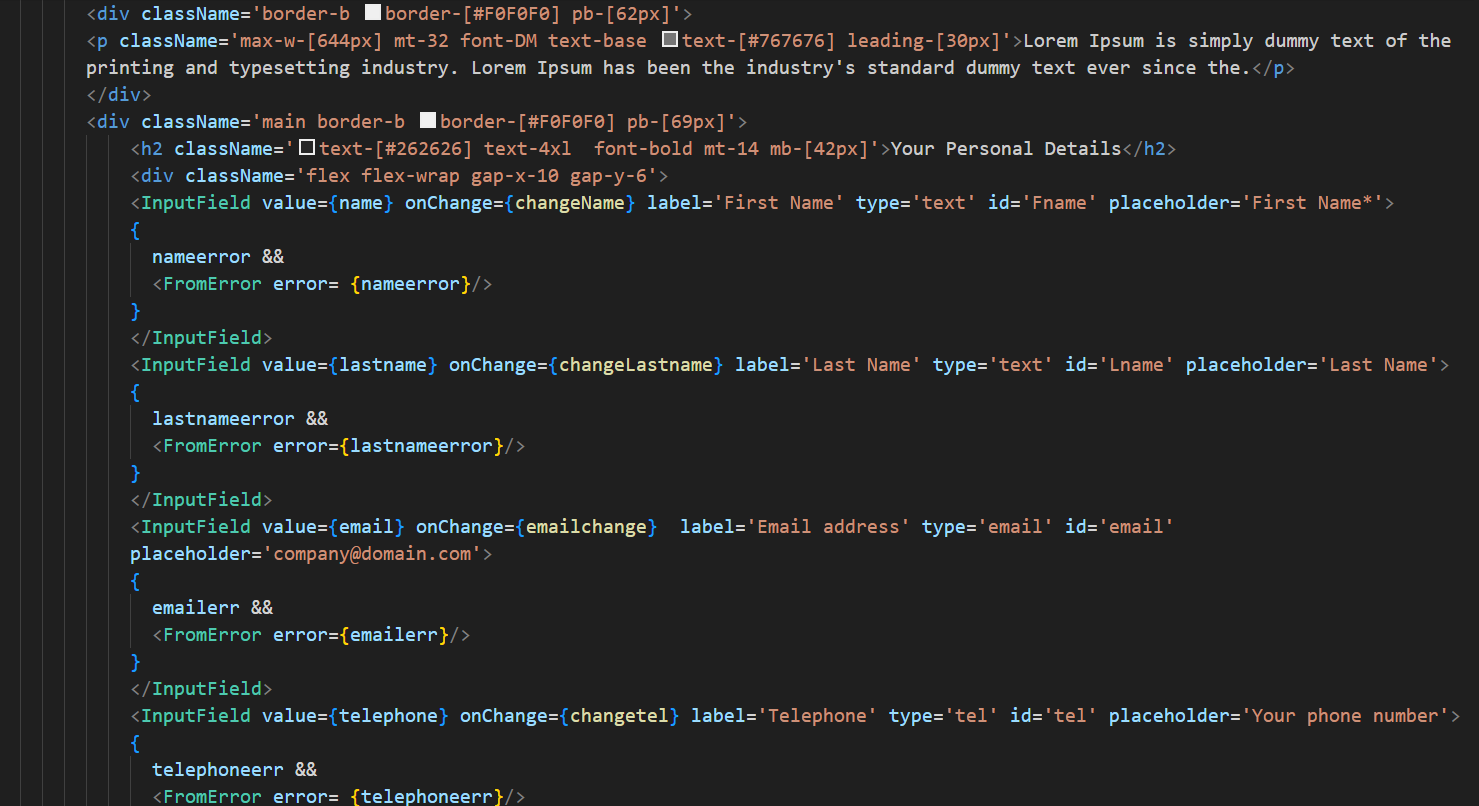 <div className='border-b border-[#F0F0F0] pb-[62px]'>
<p className='max-w-[644px] mt-32 font-DM text-base text-[#767676] leading-[30px]'>Lorem Ipsum is simply dummy text of the
printing and typesetting industry. Lorem Ipsum has been the industry's standard dummy text ever since the.</p>
</div>
<div className='main border-b border-[#F0F0F0] pb-[69px]'>
<h2 className='text-[#262626] text-4xl  font-bold mt-14 mb-[42px]'>Your Personal Details</h2>
<div className='flex flex-wrap gap-x-10 gap-y-6'>
<InputField value={name} onChange={changeName} label='First Name' type='text' id='Fname' placeholder='First Name*'>
{
nameerror &&
<FromError error= {nameerror}/>
}
</InputField>
<InputField value={lastname} onChange={changeLastname} label='Last Name' type='text' id='Lname' placeholder='Last Name'>
{
lastnameerror &&
<FromError error={lastnameerror}/>
}
</InputField>
<InputField value={email} onChange={emailchange}  label='Email address' type='email' id='email'
placeholder='company@domain.com'>
{
emailerr &&
<FromError error={emailerr}/>
}
</InputField>
<InputField value={telephone} onChange={changetel} label='Telephone' type='tel' id='tel' placeholder='Your phone number'>
{
telephoneerr &&
<FromError error= {telephoneerr}/>